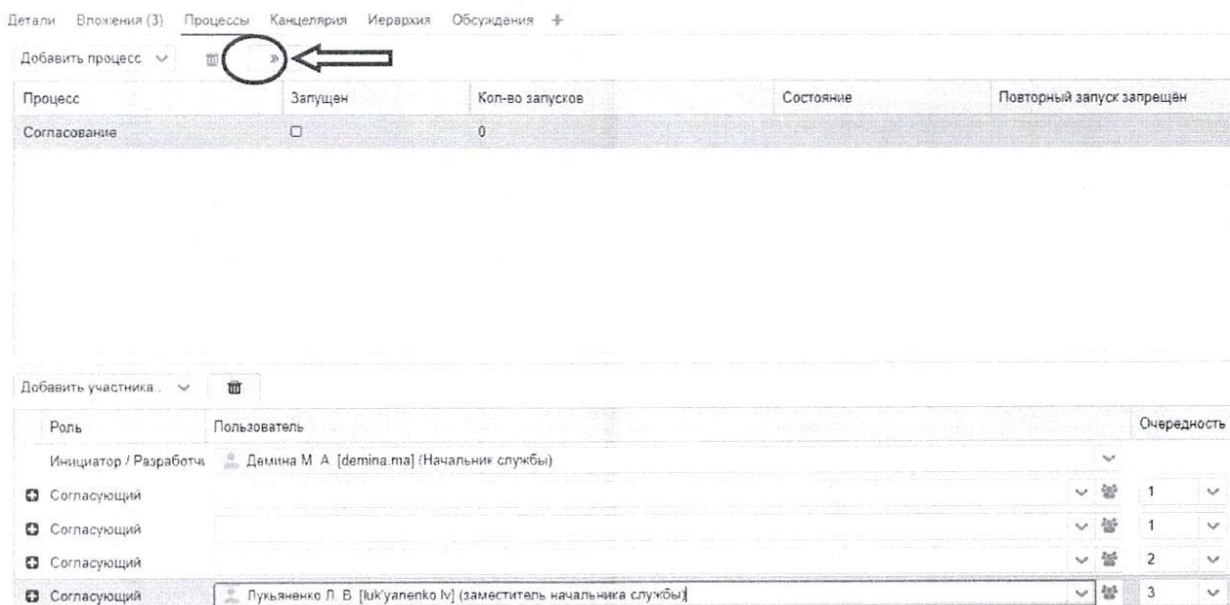 Детали Вложения (3) Процессы Канцелярия Иерархия Обсуждения +
Добавить процесс »
Процесс Запущен Кол-во запусков Состояние Повторный запуск запрещен
Согласование 0
Добавить участника..
Роль Пользователь Очередность
Инициатор / Разработчи Демина М. А. [demina.ma] (Начальник службы)
Согласующий 1
Согласующий 1
Согласующий 2
Согласующий Лукьяненко Л. В. [luk'yanenko lv] (заместитель начальника службы) 3